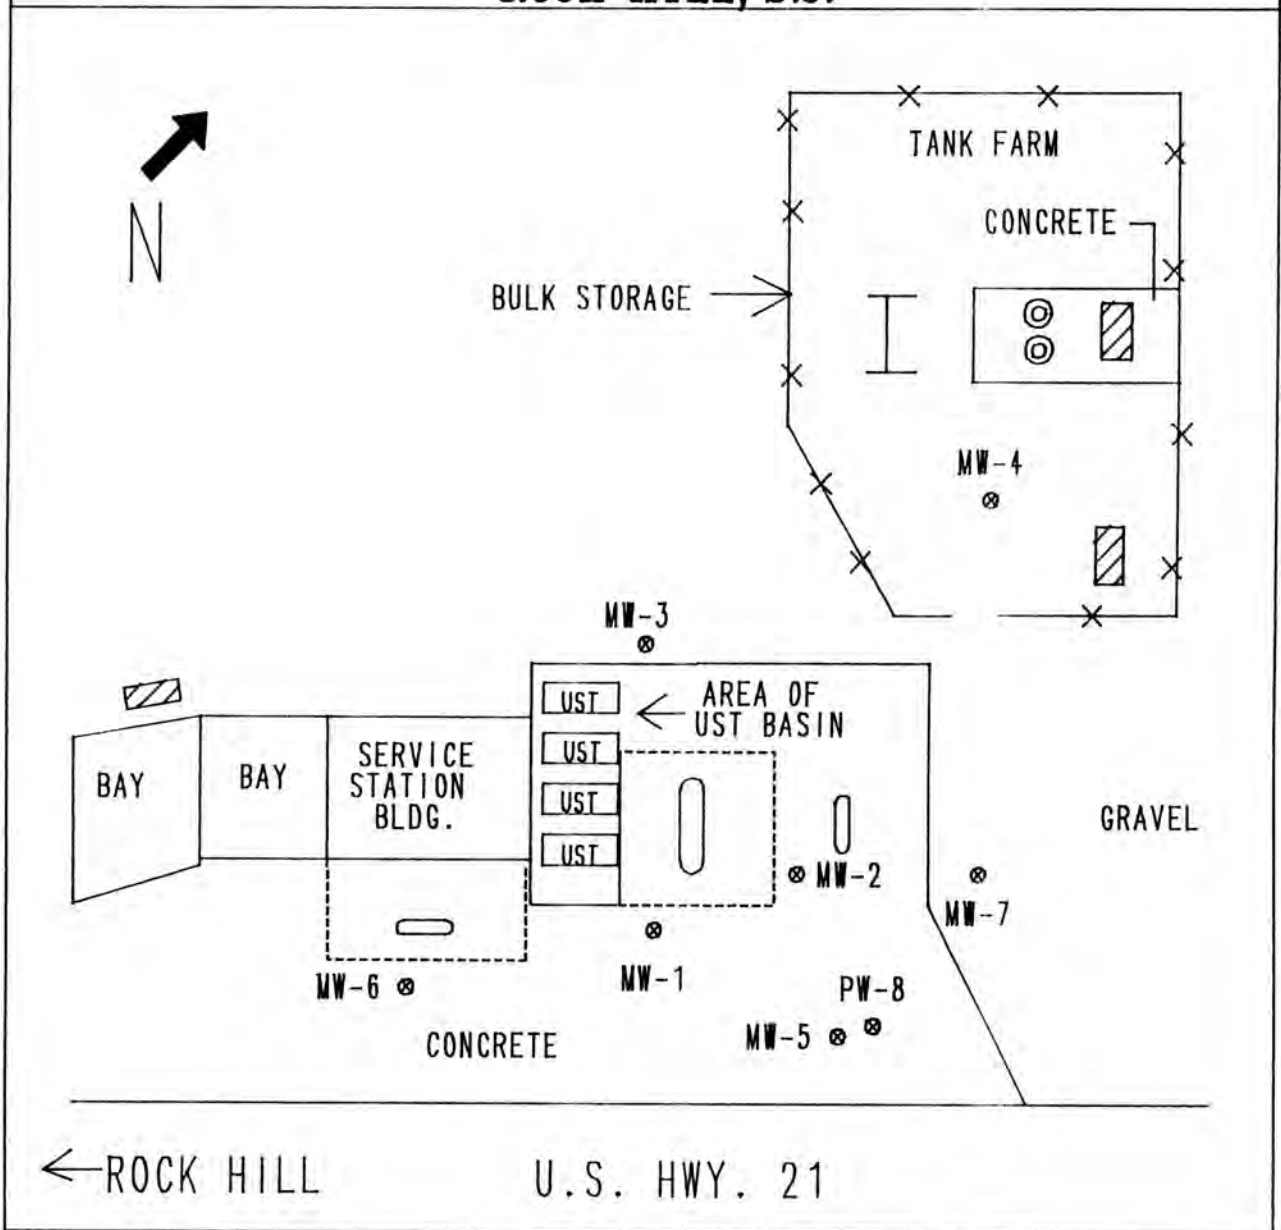 N
TANK FARM
CONCRETE
BULK STORAGE
MW-4
MW-3
AREA OF
UST BASIN
UST
UST
UST
UST
BAY
BAY
SERVICE
STATION
BLDG.
GRAVEL
MW-2
MW-7
MW-1
MW-6
PW-8
MW-5
CONCRETE
ROCK HILL
U.S. HWY. 21